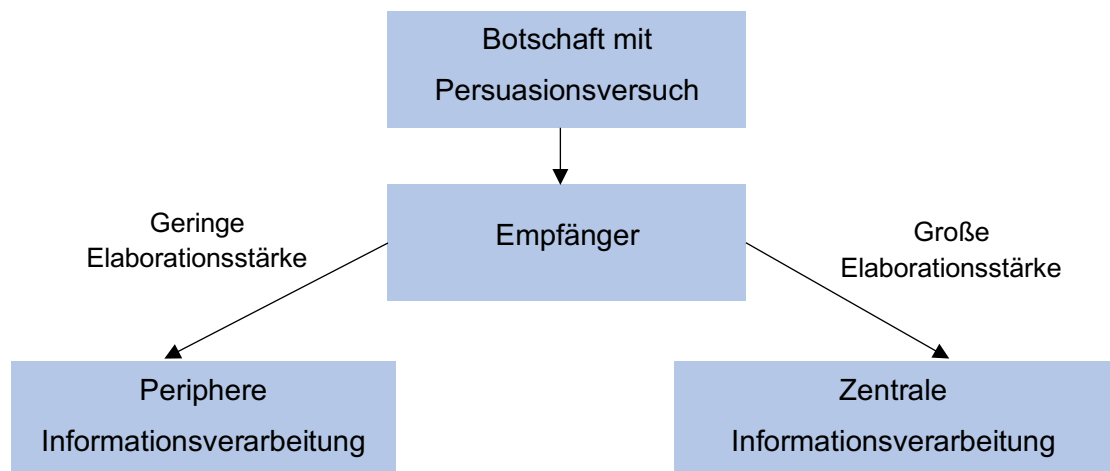 Botschaft mit
Persuasionsversuch
Empfänger
Geringe
Elaborationsstärke
Große
Elaborationsstärke
Periphere
Informationsverarbeitung
Zentrale
Informationsverarbeitung